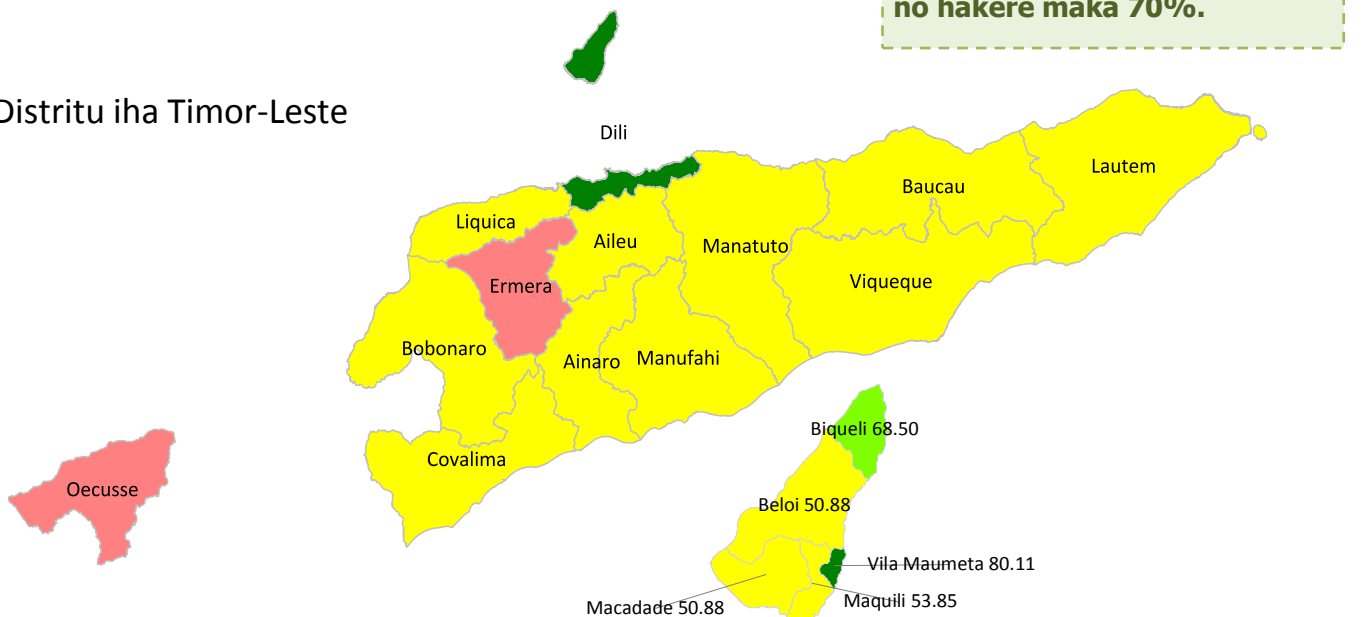 no hakere maka 70%.
Distritu iha Timor-Leste
Dili
Lautem
Baucau
Liquica
Aileu
Manatuto
Viqueque
Ermera
Bobonaro
Ainaro
Manufahi
Biqueli 68.50
Covalima
Oecusse
Beloi 50.88
Vila Maumeta 80.11
Maquili 53.85
Macadade 50.88